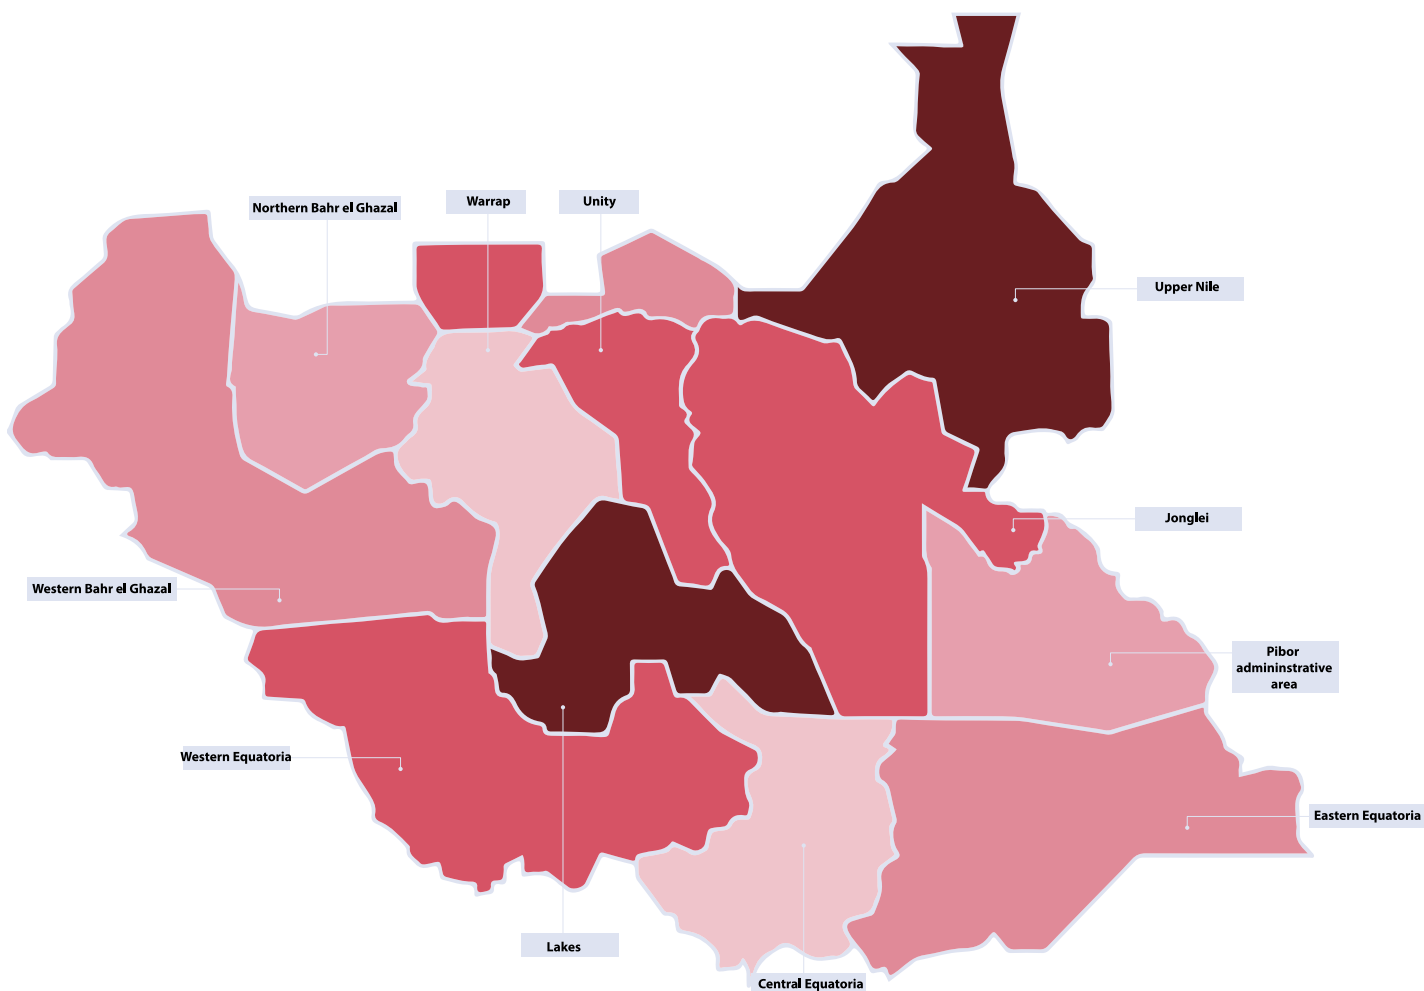 Warrap
Unity
Northern Bahr el Ghazal
Upper Nile
Jonglei
Western Bahr el Ghazal
Pibor
admininstrative
area
Western Equatoria
Eastern Equatoria
Lakes
Central Equatoria